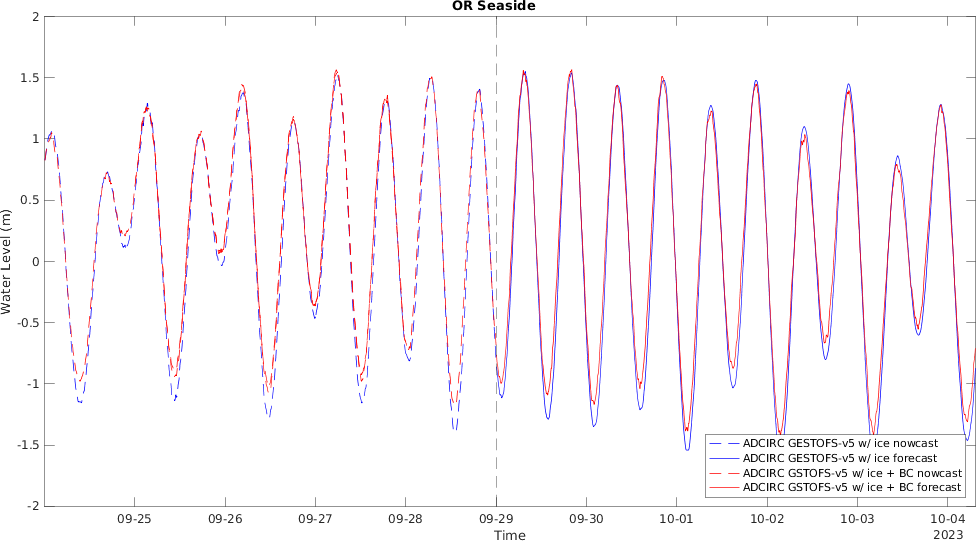 OR Seaside
2
1.5
1
0.5
0
-0.5
-1
-1.5
-2
Water Level (m)
09-25 09-26 09-27 09-28 09-29 09-30 10-01 10-02 10-03 10-04
2023
Time
ADCIRC GESTOFS-v5 w/ ice nowcast
ADCIRC GESTOFS-v5 w/ ice forecast
ADCIRC GSTOFS-v5 w/ ice + BC nowcast
ADCIRC GSTOFS-v5 w/ ice + BC forecast